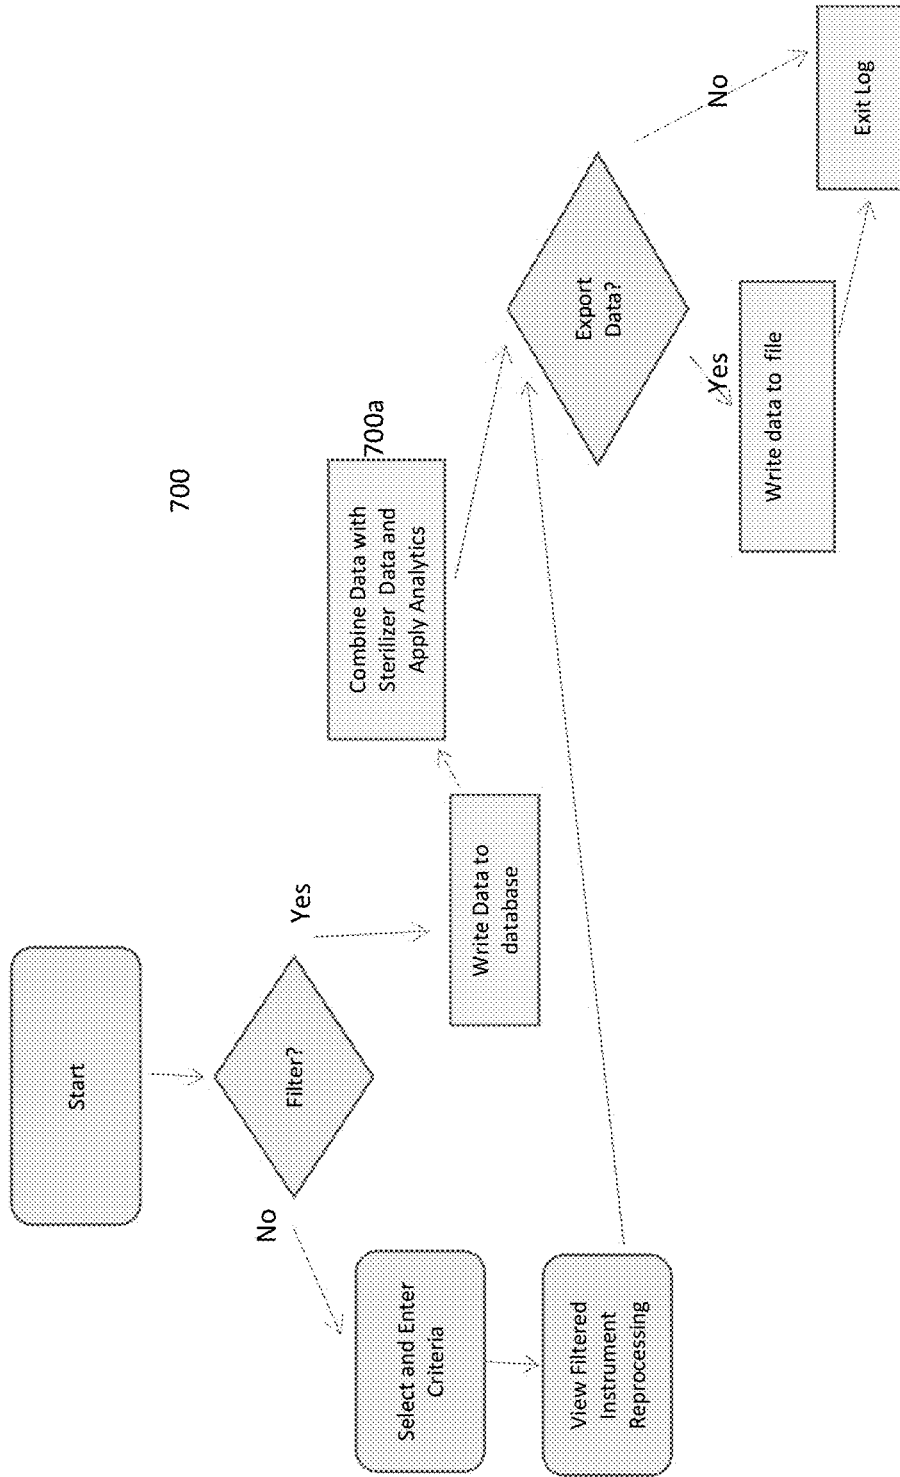 700
Start
Filter?
No
Yes
Select and Enter
Criteria
View Filtered
Instrument
Reprocessing
Write Data to
database
Combine Data with
Sterilizer Data and
Apply Analytics
700a
Export
Data?
Yes
No
Write data to file
Exit Log